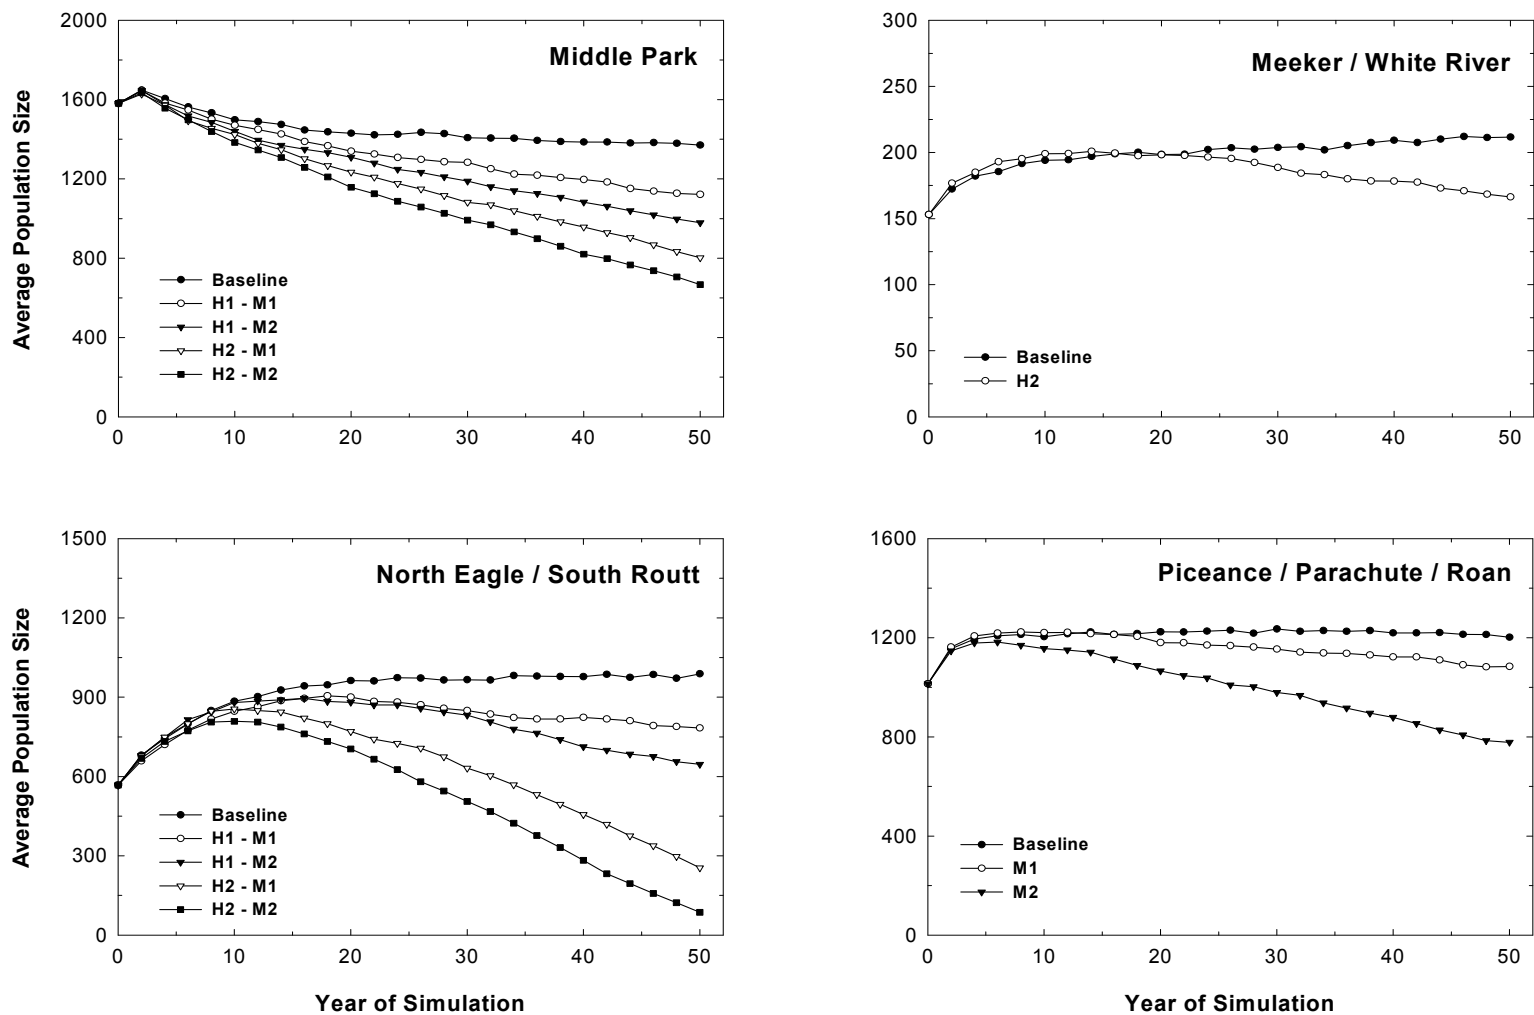 Middle Park
Average Population Size
2000
1600
1200
800
400
0
Baseline
H1 - M1
H1 - M2
H2 - M1
H2 - M2
0 10 20 30 40 50
Meeker / White River
300
250
200
150
100
50
0
Baseline
H2
0 10 20 30 40 50
North Eagle / South Routt
Average Population Size
1500
1200
900
600
300
0
Baseline
H1 - M1
H1 - M2
H2 - M1
H2 - M2
0 10 20 30 40 50
Year of Simulation
Piceance / Parachute / Roan
1600
1200
800
400
0
Baseline
M1
M2
0 10 20 30 40 50
Year of Simulation